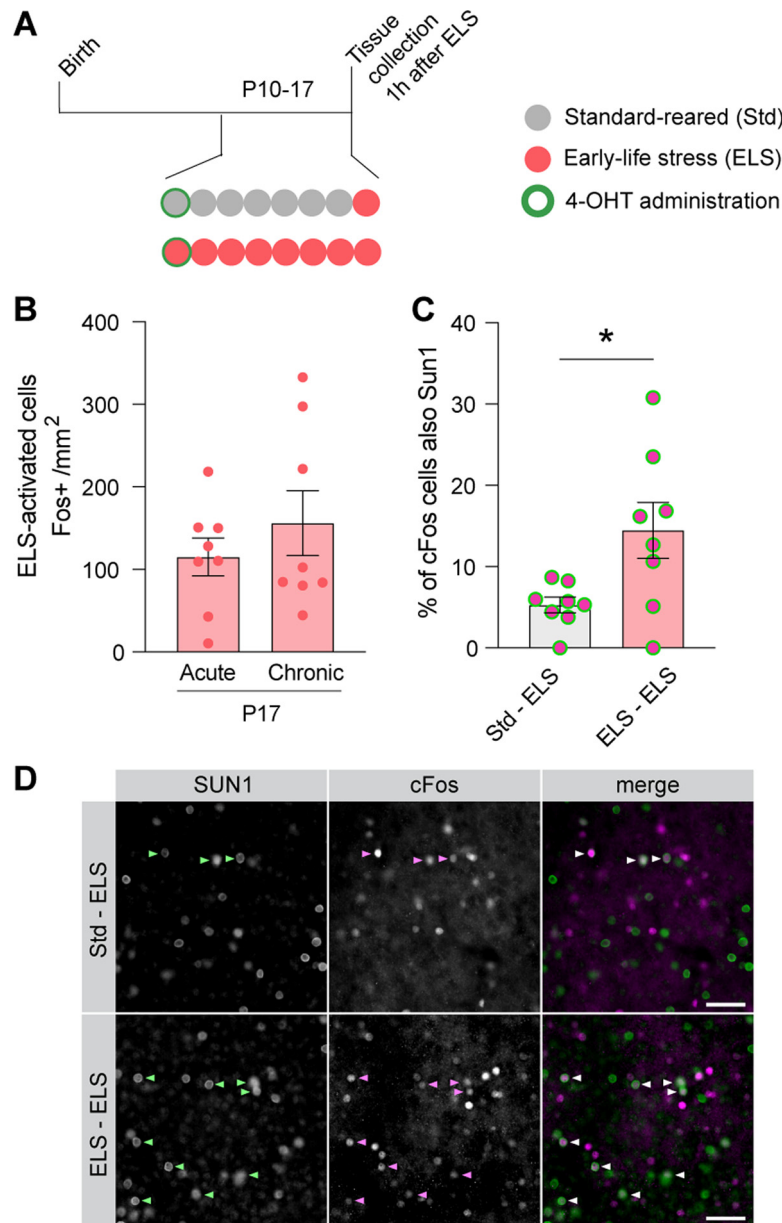 A
Birth
P10-17
Tissue
collection
1h after ELS
Standard-reared (Std)
Early-life stress (ELS)
4-OHT administration
B
ELS-activated cells
Fos+ /mm²
400
300
200
100
0
Acute
Chronic
P17
C
% of cFos cells also Sun1
40
30
20
10
0
*
Std - ELS
ELS - ELS
D
SUN1
cFos
merge
Std - ELS
ELS - ELS